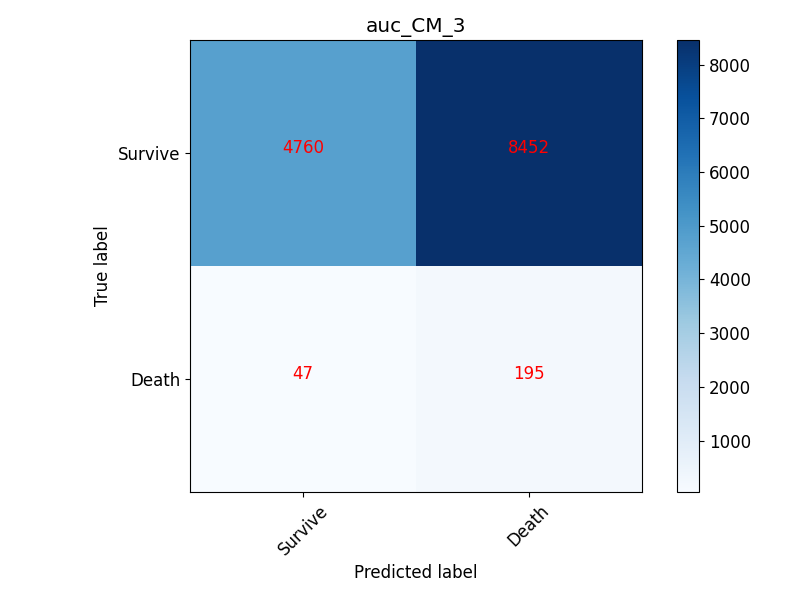 auc_CM_3
8000
7000
6000
5000
4000
3000
2000
1000
True label
Survive
4760
8452
Death
47
195
Survive
Death
Predicted label